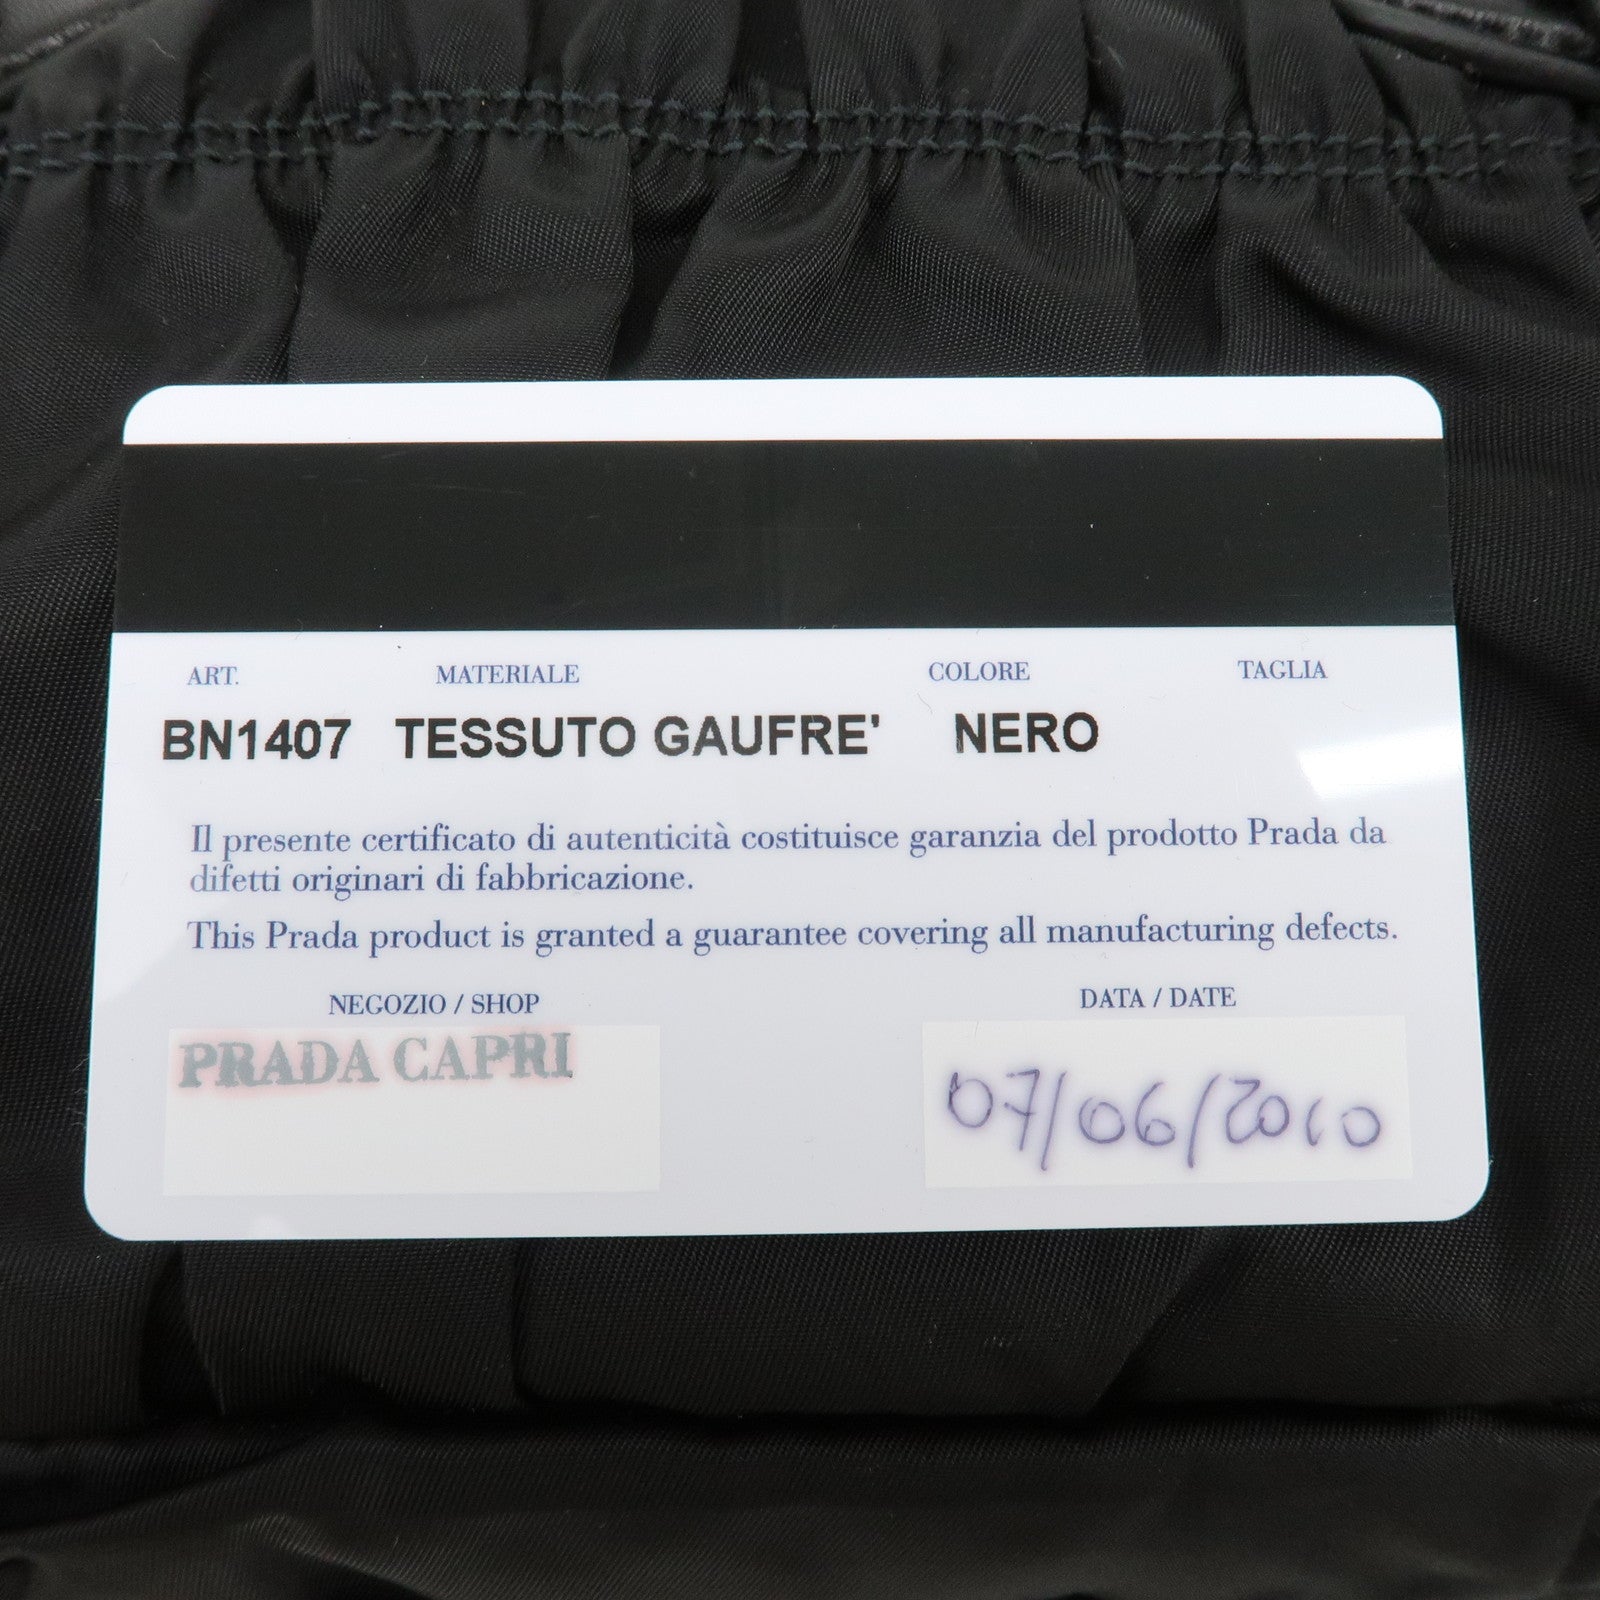 ART. MATERIALE COLORE TAGLIA
BN1407 TESSUTO GAUFRE' NERO
Il presente certificato di autenticità costituisce garanzia del prodotto Prada da
difetti originari di fabbricazione.
This Prada product is granted a guarantee covering all manufacturing defects.
NEGOZIO / SHOP DATA / DATE
PRADA CAPRI 07/06/2010